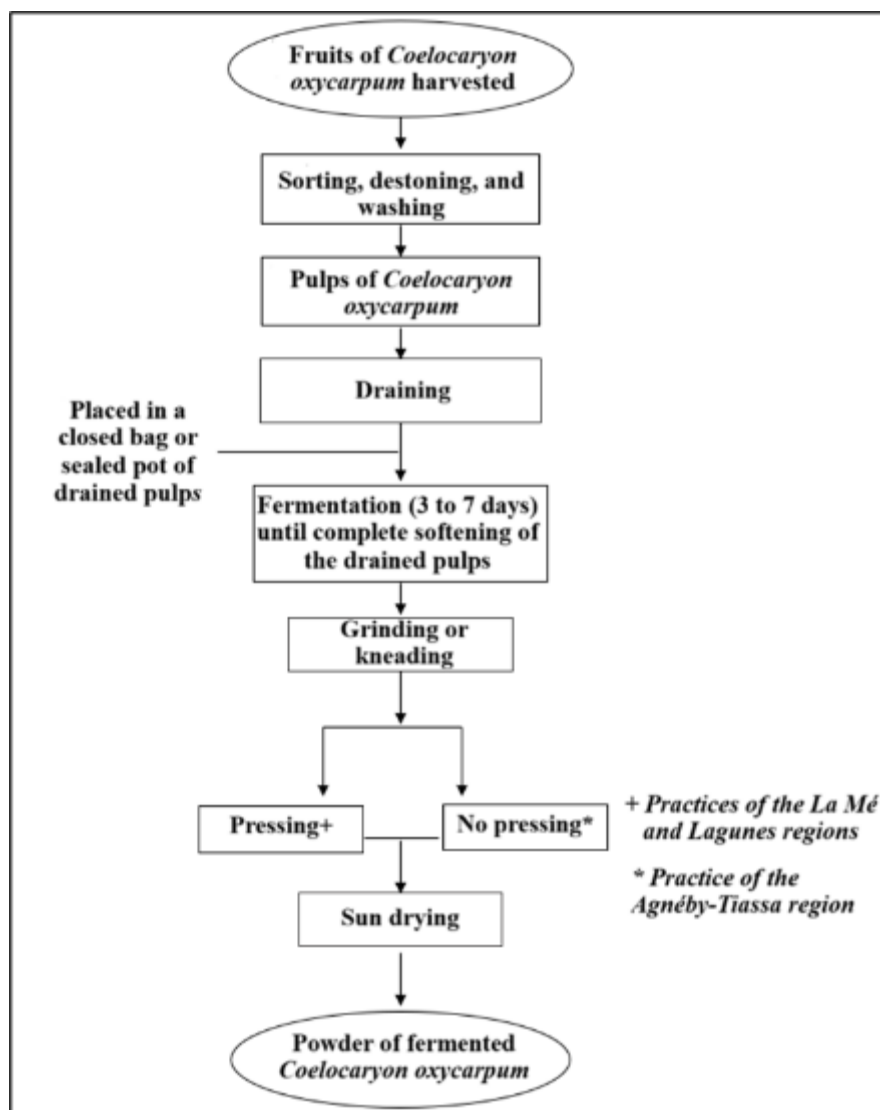 Fruits of Coelocaryon
oxycarpum harvested
Sorting, destoning, and
washing
Pulps of Coelocaryon
oxycarpum
Draining
Placed in a
closed bag or
sealed pot of
drained pulps
Fermentation (3 to 7 days)
until complete softening of
the drained pulps
Grinding or
kneading
Pressing+
No pressing*
+ Practices of the La Mé
and Lagunes regions
* Practice of the
Agnéby-Tiassa region
Sun drying
Powder of fermented
Coelocaryon oxycarpum